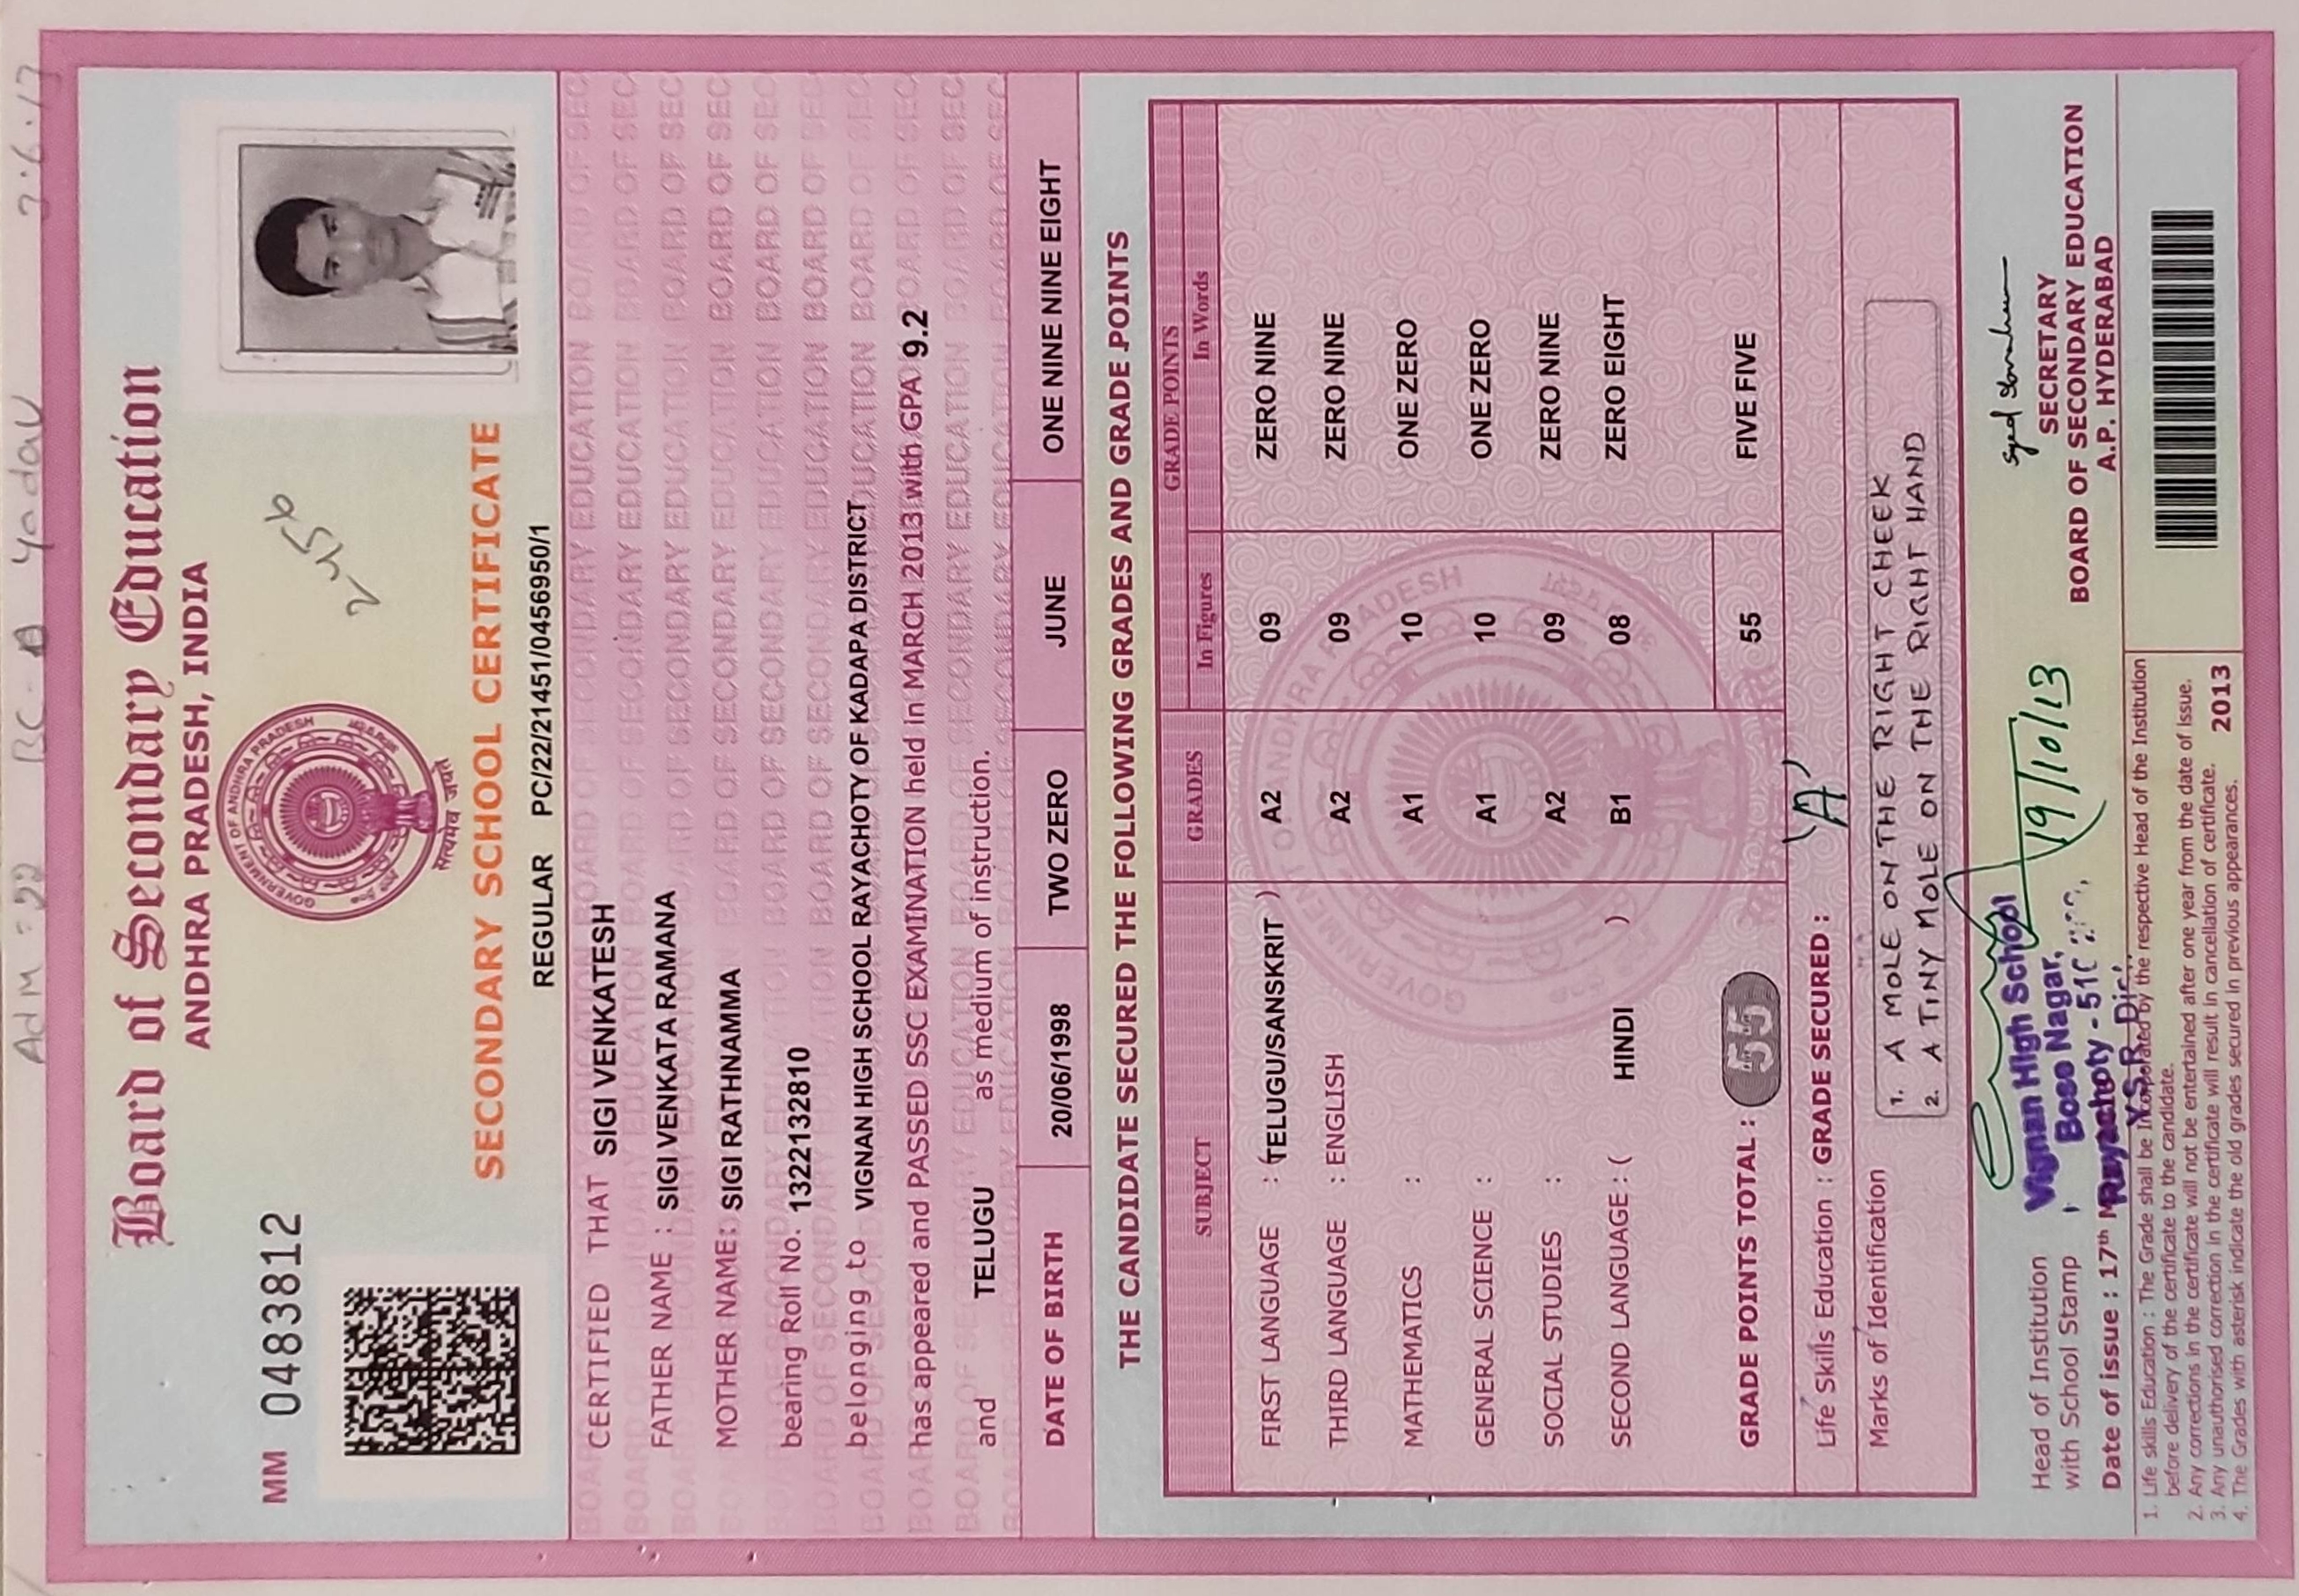 Adm = 22 BC-A Yadav
Board of Secondary Education
ANDHRA PRADESH, INDIA
MM 0483812
GOVERNMENT OF ANDHRA PRADESH
2456
सत्यमेव जयते
SECONDARY SCHOOL CERTIFICATE
REGULAR PC/22/21451/0456950/1
CERTIFIED THAT SIGI VENKATESH
FATHER NAME : SIGI VENKATA RAMANA
MOTHER NAME: SIGI RATHNAMMA
bearing Roll No. 1322132810
belonging to VIGNAN HIGH SCHOOL RAYACHOTY OF KADAPA DISTRICT
has appeared and PASSED SSC EXAMINATION held in MARCH 2013 with GPA 9.2
and TELUGU as medium of instruction.
DATE OF BIRTH 20/06/1998 TWO ZERO JUNE ONE NINE NINE EIGHT
THE CANDIDATE SECURED THE FOLLOWING GRADES AND GRADE POINTS
SUBJECT GRADES GRADE POINTS
In Figures In Words
FIRST LANGUAGE : (TELUGU/SANSKRIT ) A2 09 ZERO NINE
THIRD LANGUAGE : ENGLISH A2 09 ZERO NINE
MATHEMATICS : A1 10 ONE ZERO
GENERAL SCIENCE : A1 10 ONE ZERO
SOCIAL STUDIES : A2 09 ZERO NINE
SECOND LANGUAGE : ( HINDI ) B1 08 ZERO EIGHT
GRADE POINTS TOTAL : 55 55 FIVE FIVE
Life Skills Education : GRADE SECURED : 'A'
Marks of Identification
1. A MOLE ON THE RIGHT CHEEK
2. A TINY MOLE ON THE RIGHT HAND
Head of Institution
with School Stamp
Vignan High School
Bose Nagar,
Rayachoty -
Y.S.R. Dist.
19/10/13
Date of issue : 17th
SECRETARY
BOARD OF SECONDARY EDUCATION
A.P. HYDERABAD
1. Life skills Education : The Grade shall be Incorporated by the respective Head of the Institution
before delivery of the certificate to the candidate.
2. Any corrections in the certificate will not be entertained after one year from the date of issue.
3. Any unauthorised correction in the certificate will result in cancellation of certificate.
4. The Grades with asterisk indicate the old grades secured in previous appearances.
2013